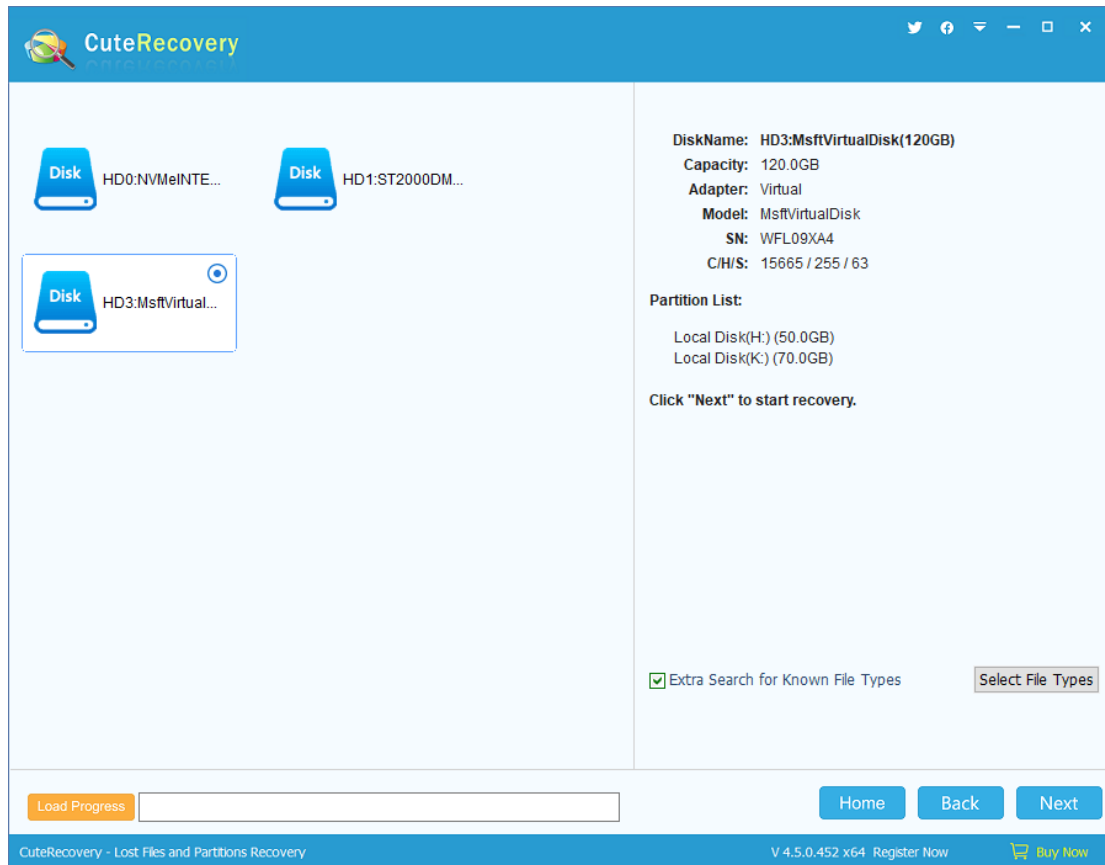 CuteRecovery
Disk
HD0:NVMeINTE...
Disk
HD1:ST2000DM...
Disk
HD3:MsftVirtual...
DiskName: HD3:MsftVirtualDisk(120GB)
Capacity: 120.0GB
Adapter: Virtual
Model: MsftVirtualDisk
SN: WFL09XA4
C/H/S: 15665 / 255 / 63
Partition List:
Local Disk(H:) (50.0GB)
Local Disk(K:) (70.0GB)
Click "Next" to start recovery.
Extra Search for Known File Types
Select File Types
Load Progress
Home
Back
Next
CuteRecovery - Lost Files and Partitions Recovery
V 4.5.0.452 x64 Register Now
Buy Now